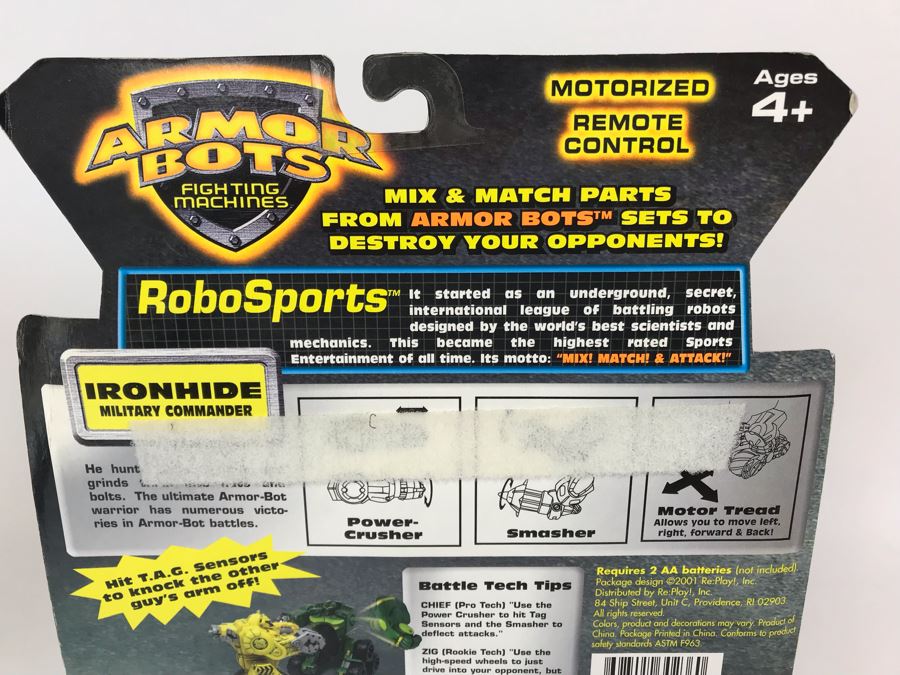 ARMOR
BOTS
FIGHTING
MACHINES
MOTORIZED
REMOTE
CONTROL
Ages
4+
MIX & MATCH PARTS
FROM ARMOR BOTS™ SETS TO
DESTROY YOUR OPPONENTS!
RoboSports™
It started as an underground, secret,
international league of battling robots
designed by the world's best scientists and
mechanics. This became the highest rated Sports
Entertainment of all time. Its motto: "MIX! MATCH! & ATTACK!"
IRONHIDE
MILITARY COMMANDER
He hunt
grinds
bolts. The ultimate Armor-Bot
warrior has numerous victo-
ries in Armor-Bot battles.
Power-
Crusher
Smasher
Motor Tread
Allows you to move left,
right, forward & Back!
Hit T.A.G. Sensors
to knock the other
guy's arm off!
Battle Tech Tips
CHIEF (Pro Tech) "Use the
Power Crusher to hit Tag
Sensors and the Smasher to
deflect attacks."
ZIG (Rookie Tech) "Use the
high-speed wheels to just
drive into your opponent, but
Requires 2 AA batteries (not included).
Package design ©2001 Re:Play!, Inc.
Distributed by Re:Play!, Inc.
84 Ship Street, Unit C, Providence, RI 02903
All rights reserved
Colors, product and decorations may vary. Product of
China. Package Printed in China. Conforms to product
safety standards ASTM F963.